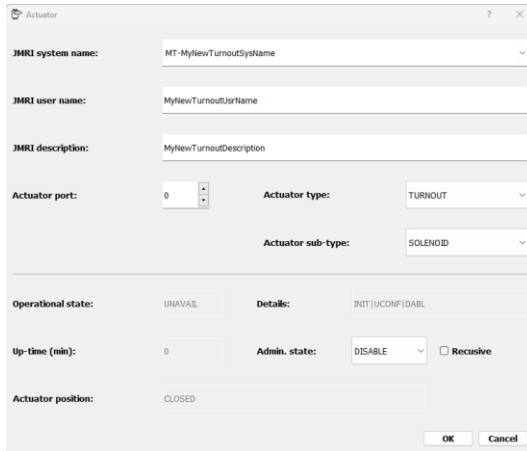 Actuator ? ×
JMRI system name: MT-MyNewTurnoutSysName
JMRI user name: MyNewTurnoutUsrName
JMRI description: MyNewTurnoutDescription
Actuator port: 0 Actuator type: TURNOUT
Actuator sub-type: SOLENOID
Operational state: UNAVAIL Details: INIT|UCONF|DABL
Up-time (min): 0 Admin. state: DISABLE Recusive
Actuator position: CLOSED
OK Cancel